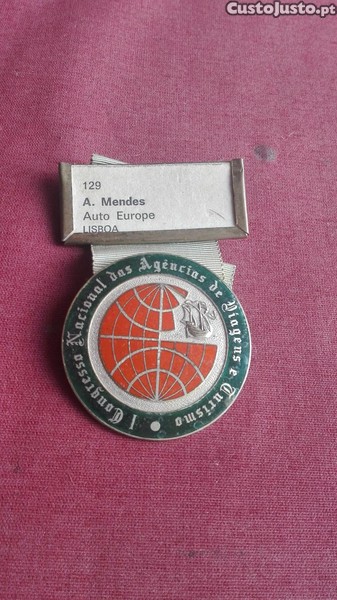 CustoJusto.pt
129
A. Mendes
Auto Europe
LISBOA
I Congresso Nacional das Agências de Viagens e Turismo